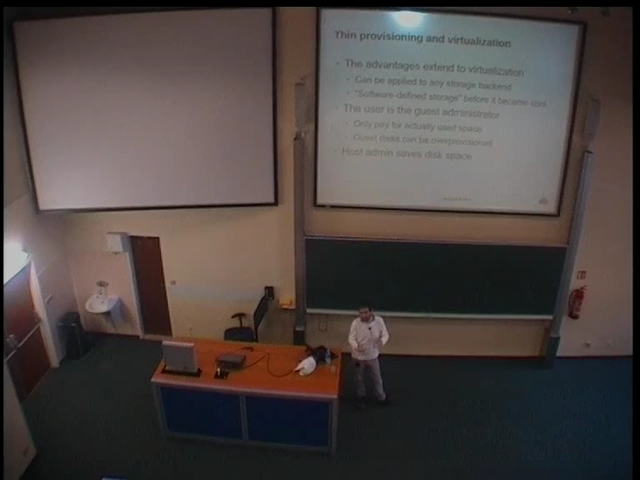 Thin provisioning and virtualization
The advantages extend to virtualization
Can be applied to any storage backend
"Software-defined storage" before it became cool
The user is the guest administrator
Only pay for actually used space
Guest disks can be overprovisioned
Host admin saves disk space